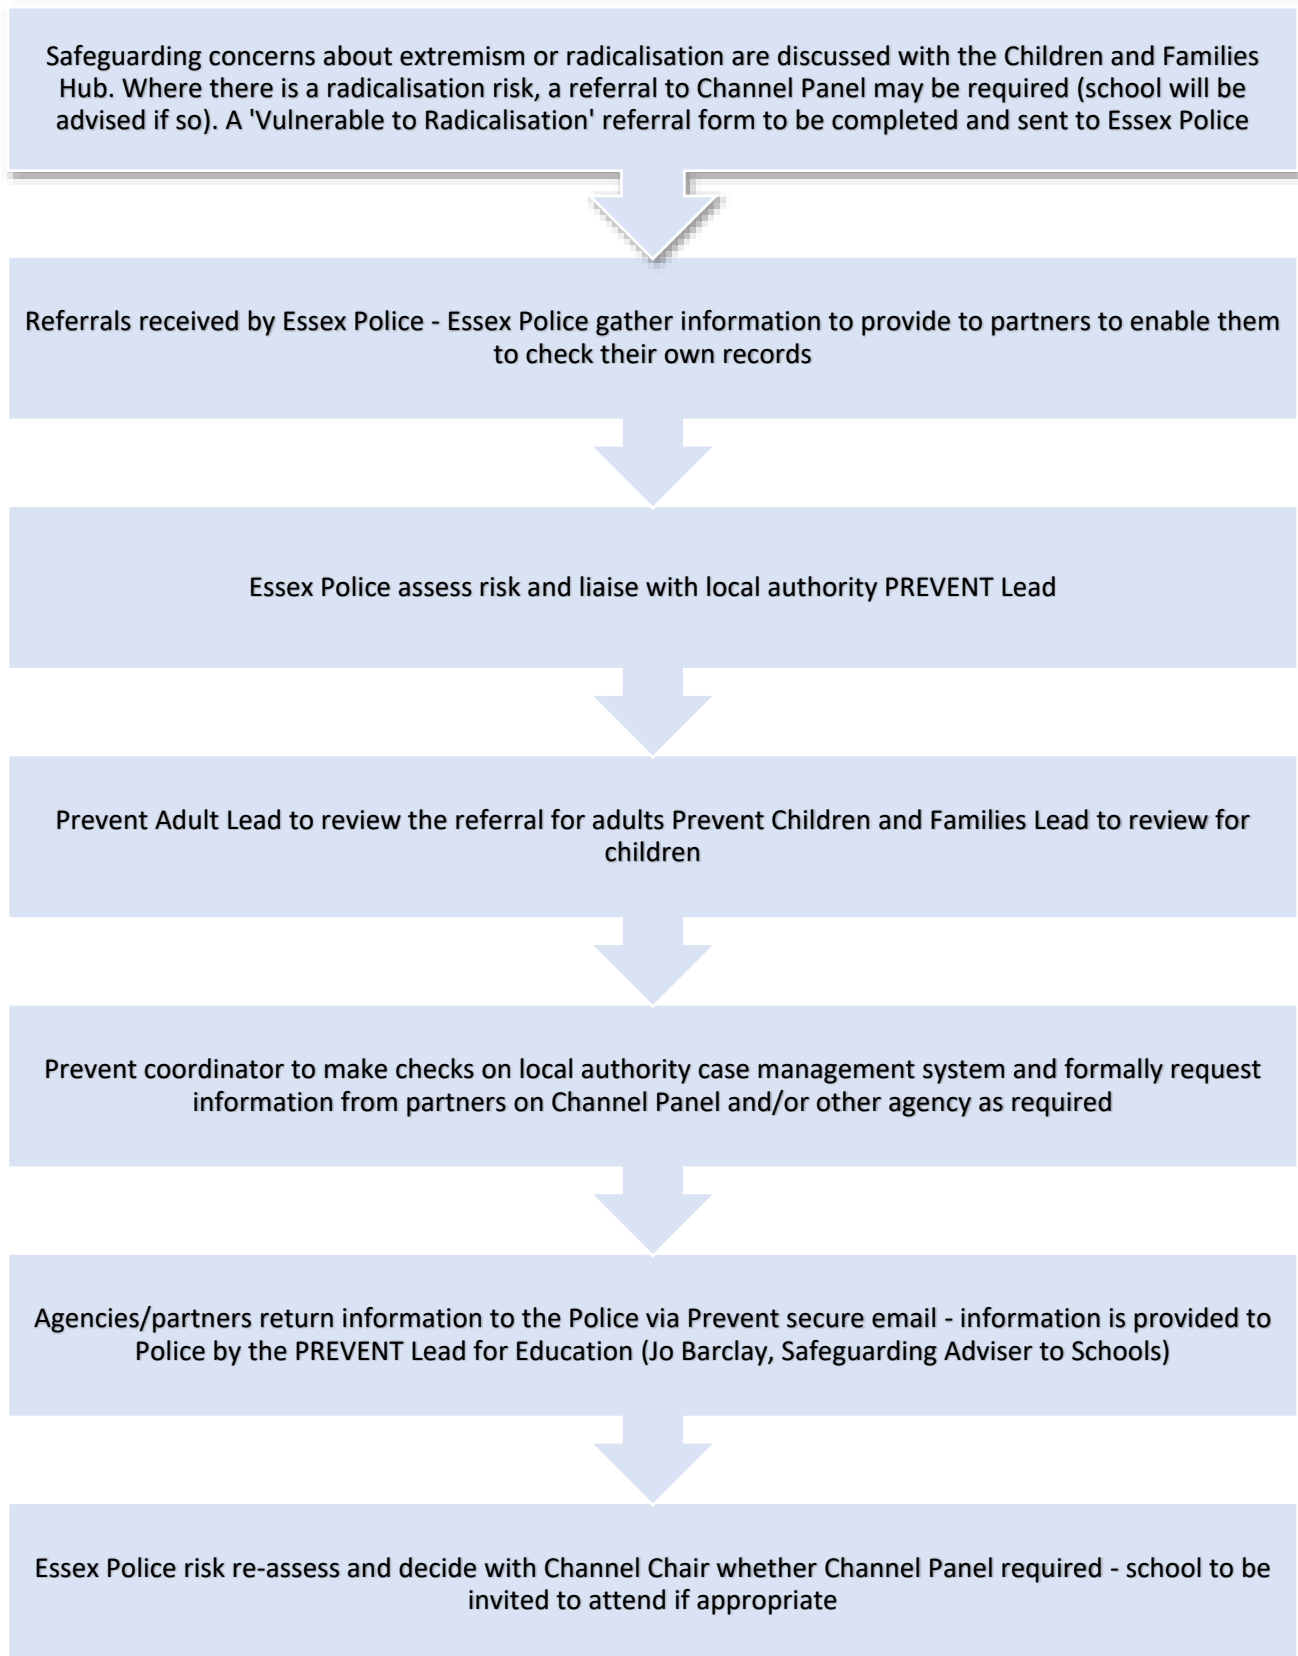 Safeguarding concerns about extremism or radicalisation are discussed with the Children and Families
Hub. Where there is a radicalisation risk, a referral to Channel Panel may be required (school will be
advised if so). A 'Vulnerable to Radicalisation' referral form to be completed and sent to Essex Police
Referrals received by Essex Police - Essex Police gather information to provide to partners to enable them
to check their own records
Essex Police assess risk and liaise with local authority PREVENT Lead
Prevent Adult Lead to review the referral for adults Prevent Children and Families Lead to review for
children
Prevent coordinator to make checks on local authority case management system and formally request
information from partners on Channel Panel and/or other agency as required
Agencies/partners return information to the Police via Prevent secure email - information is provided to
Police by the PREVENT Lead for Education (Jo Barclay, Safeguarding Adviser to Schools)
Essex Police risk re-assess and decide with Channel Chair whether Channel Panel required - school to be
invited to attend if appropriate